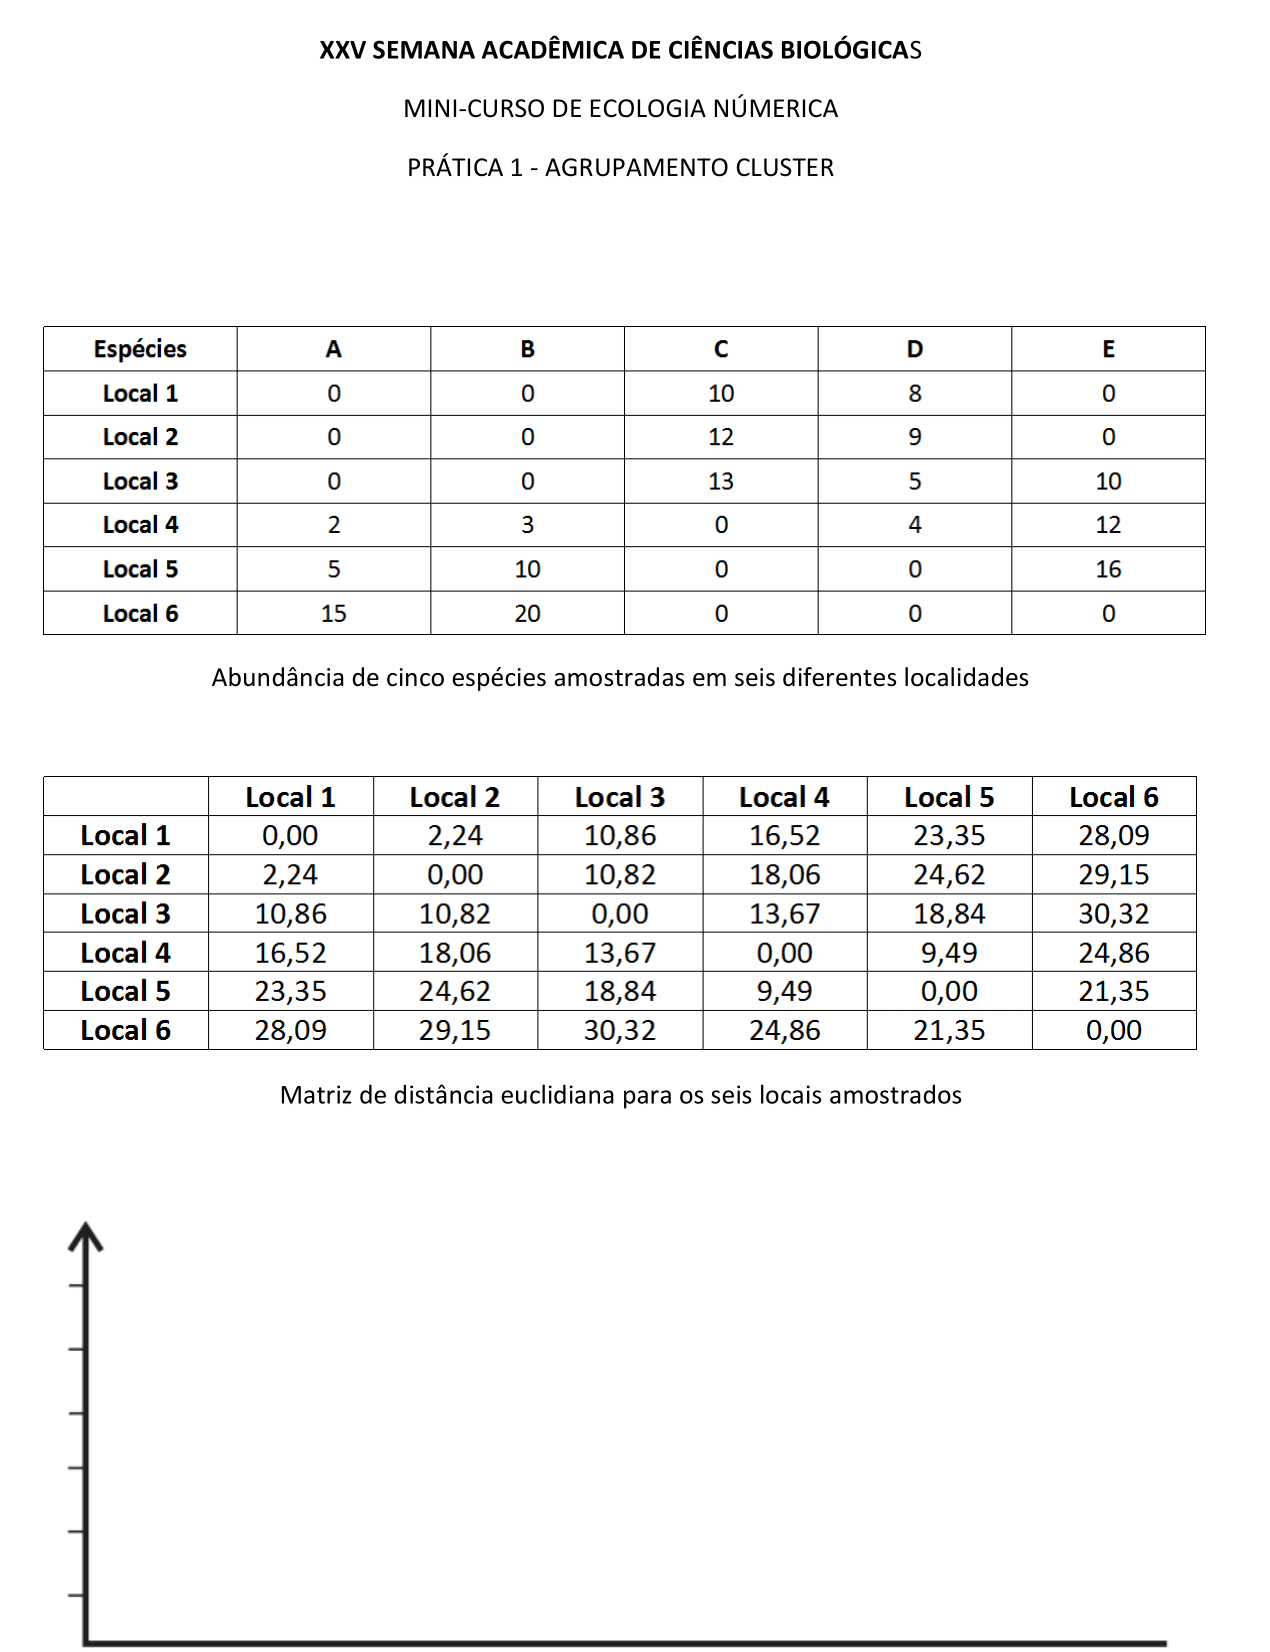 XXV SEMANA ACADÊMICA DE CIÊNCIAS BIOLÓGICAS
MINI-CURSO DE ECOLOGIA NÚMERICA
PRÁTICA 1 - AGRUPAMENTO CLUSTER
Espécies A B C D E
Local 1 0 0 10 8 0
Local 2 0 0 12 9 0
Local 3 0 0 13 5 10
Local 4 2 3 0 4 12
Local 5 5 10 0 0 16
Local 6 15 20 0 0 0
Abundância de cinco espécies amostradas em seis diferentes localidades
Local 1 Local 2 Local 3 Local 4 Local 5 Local 6
Local 1 0,00 2,24 10,86 16,52 23,35 28,09
Local 2 2,24 0,00 10,82 18,06 24,62 29,15
Local 3 10,86 10,82 0,00 13,67 18,84 30,32
Local 4 16,52 18,06 13,67 0,00 9,49 24,86
Local 5 23,35 24,62 18,84 9,49 0,00 21,35
Local 6 28,09 29,15 30,32 24,86 21,35 0,00
Matriz de distância euclidiana para os seis locais amostrados